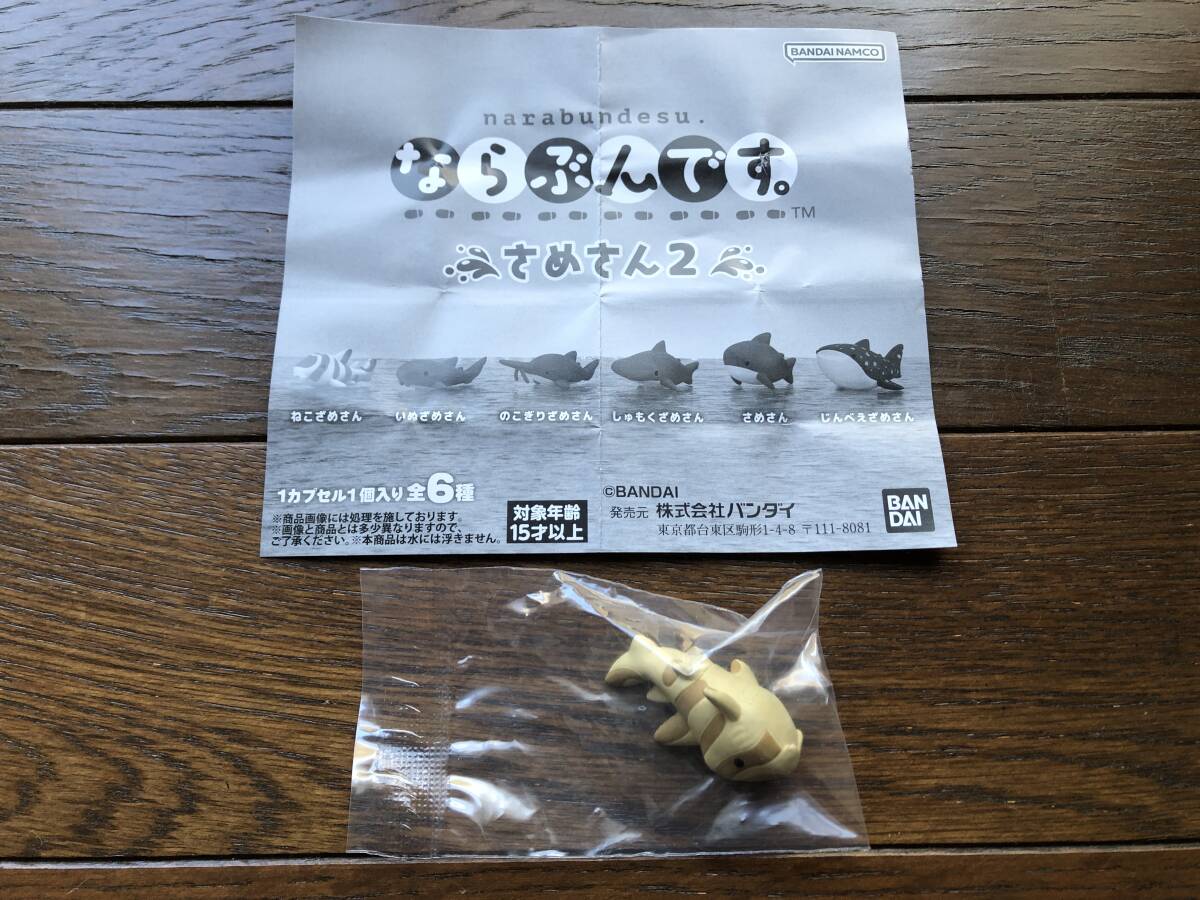 BANDAI NAMCO
narabundesu.
ならぶんです。
TM
さめさん2
ねこざめさん いぬざめさん のこぎりざめさん しゅもくざめさん さめさん じんべえざめさん
1カプセル1個入り 全6種
※商品画像には処理を施しております。
※画像と商品とは多少異なりますので、
ご了承ください。※本商品は水には浮きません。
対象年齢
15才以上
©BANDAI
発売元 株式会社バンダイ
東京都台東区駒形1-4-8 〒111-8081
BAN
DAI